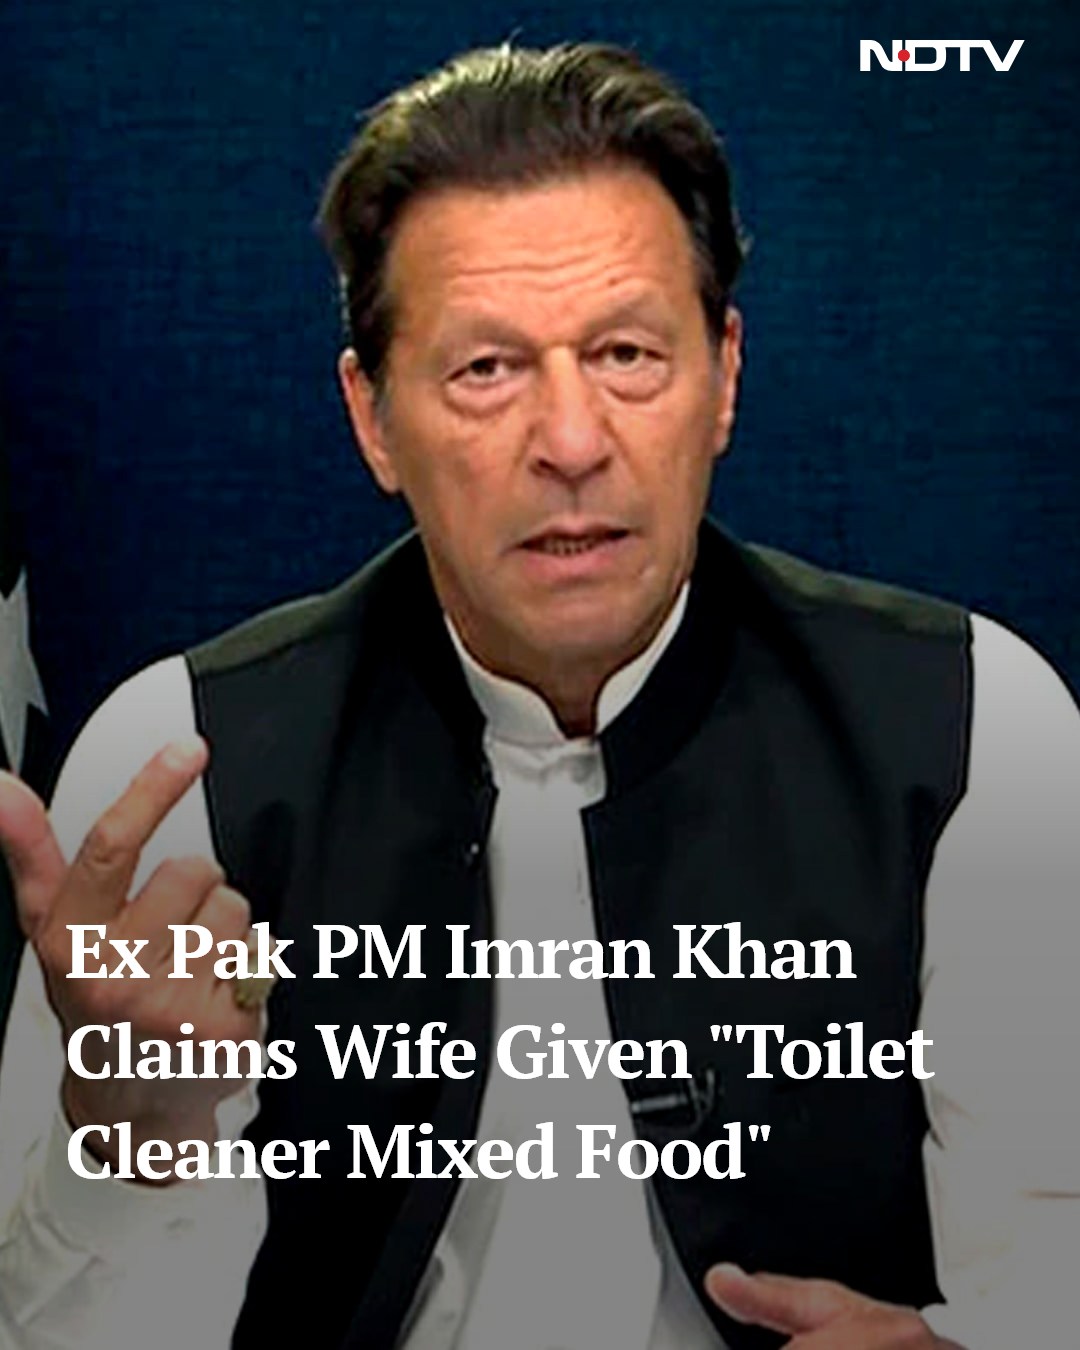 NDTV
Ex Pak PM Imran Khan
Claims Wife Given "Toilet
Cleaner Mixed Food"